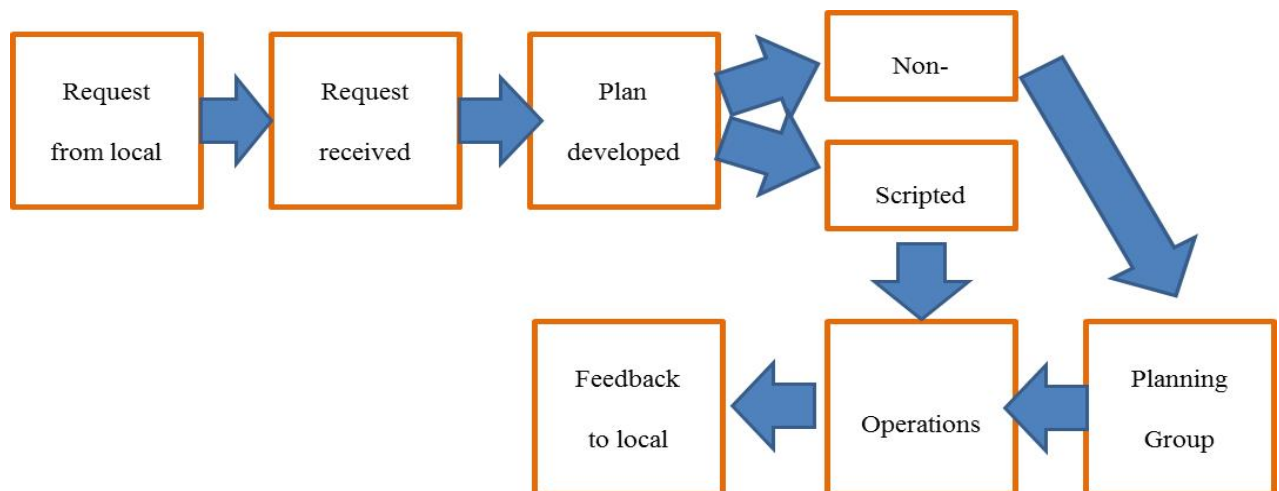 Request
from local
Request
received
Plan
developed
Non-
Scripted
Feedback
to local
Operations
Planning
Group